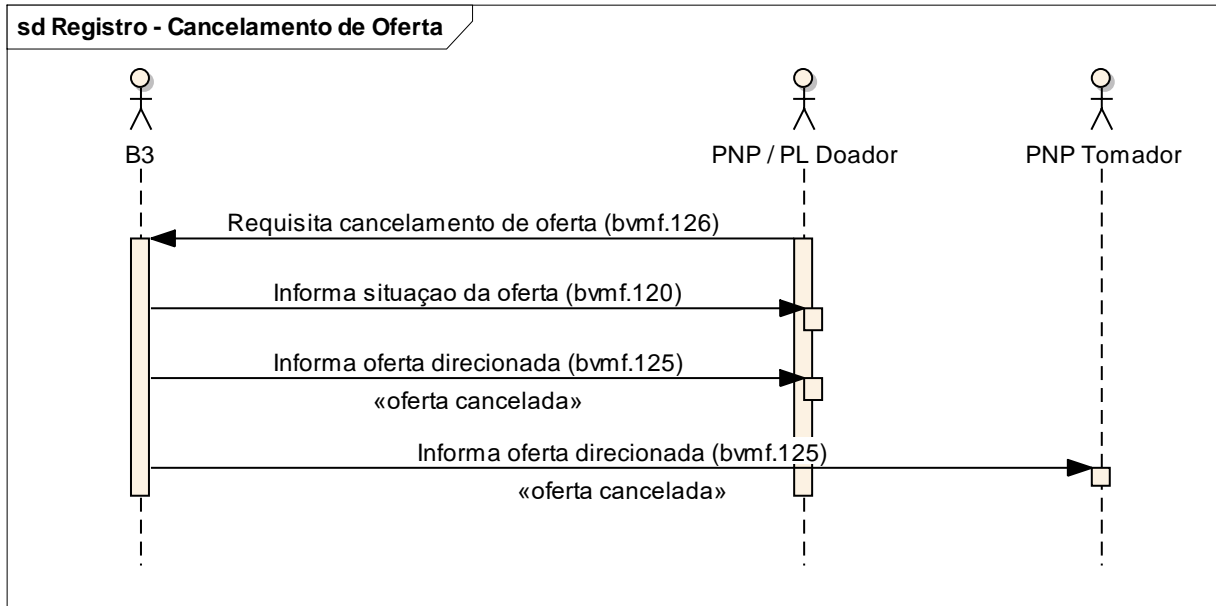 sd Registro - Cancelamento de Oferta
B3
PNP / PL Doador
PNP Tomador
Requisita cancelamento de oferta (bvmf.126)
Informa situaçao da oferta (bvmf.120)
Informa oferta direcionada (bvmf.125)
«oferta cancelada»
Informa oferta direcionada (bvmf.125)
«oferta cancelada»